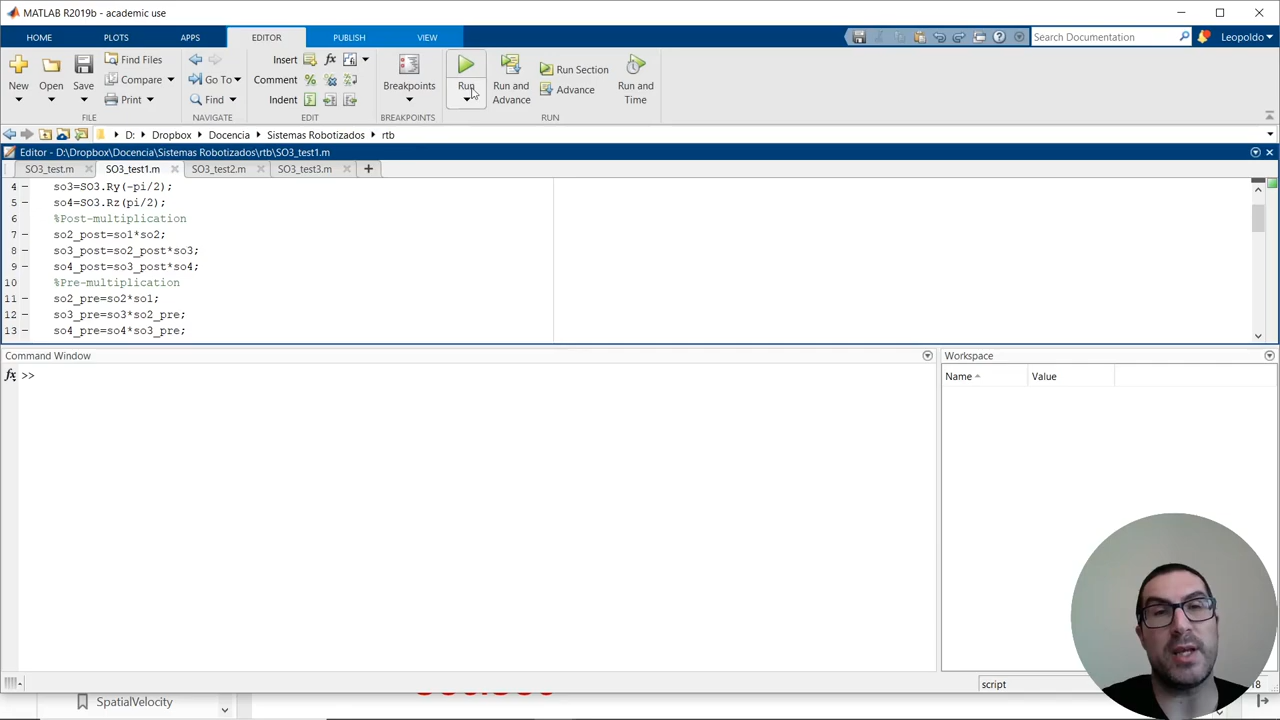 MATLAB R2019b - academic use
HOME PLOTS APPS EDITOR PUBLISH VIEW
Search Documentation
Leopoldo
New Open Save Find Files Compare Print
Go To Find
Insert Comment Indent
fx
Breakpoints
Run
Run and Advance
Run Section
Advance
Run and Time
FILE NAVIGATE EDIT BREAKPOINTS RUN
D: Dropbox Docencia Sistemas Robotizados rtb
Editor - D:\Dropbox\Docencia\Sistemas Robotizados\rtb\SO3_test1.m
SO3_test.m SO3_test1.m SO3_test2.m SO3_test3.m
4 - so3=SO3.Ry(-pi/2);
5 - so4=SO3.Rz(pi/2);
6 %Post-multiplication
7 - so2_post=so1*so2;
8 - so3_post=so2_post*so3;
9 - so4_post=so3_post*so4;
10 %Pre-multiplication
11 - so2_pre=so2*so1;
12 - so3_pre=so3*so2_pre;
13 - so4_pre=so4*so3_pre;
Command Window
fx >>
Workspace
Name Value
script
18
SpatialVelocity